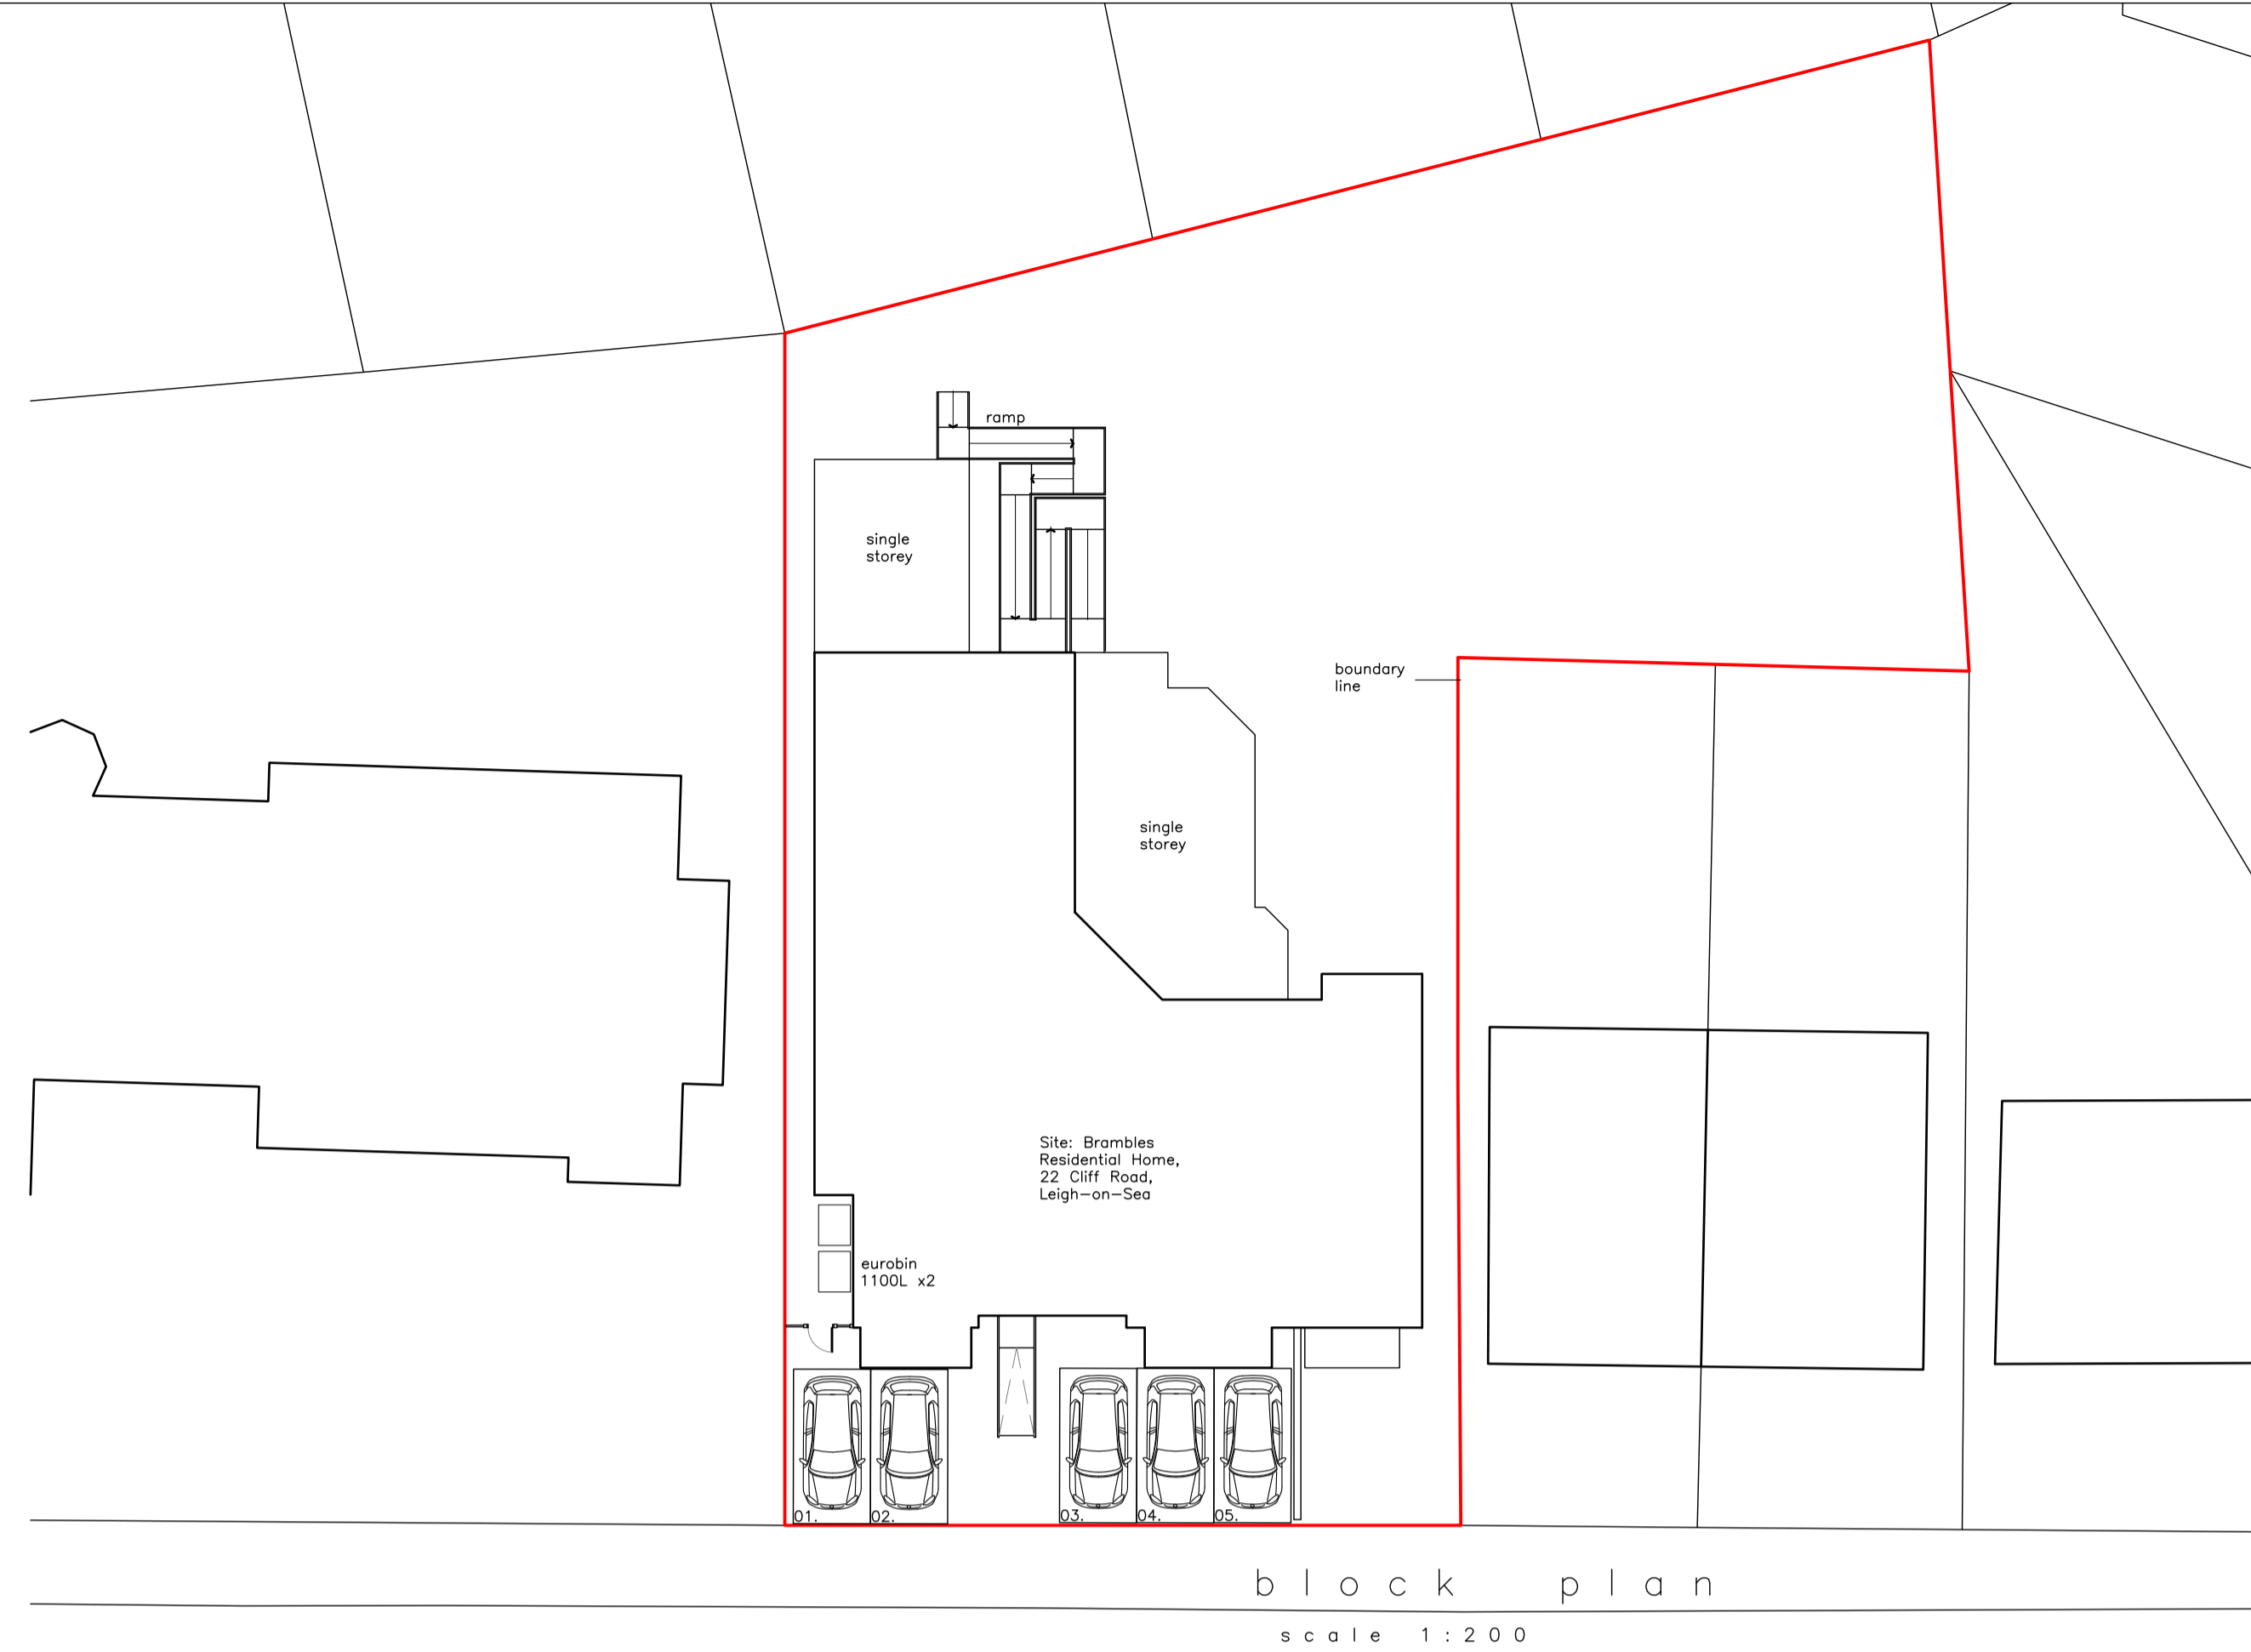 ramp
single
storey
boundary
line
single
storey
Site: Brambles
Residential Home,
22 Cliff Road,
Leigh-on-Sea
eurobin
1100L x2
01.
02.
03.
04.
05.
block plan
scale 1:200